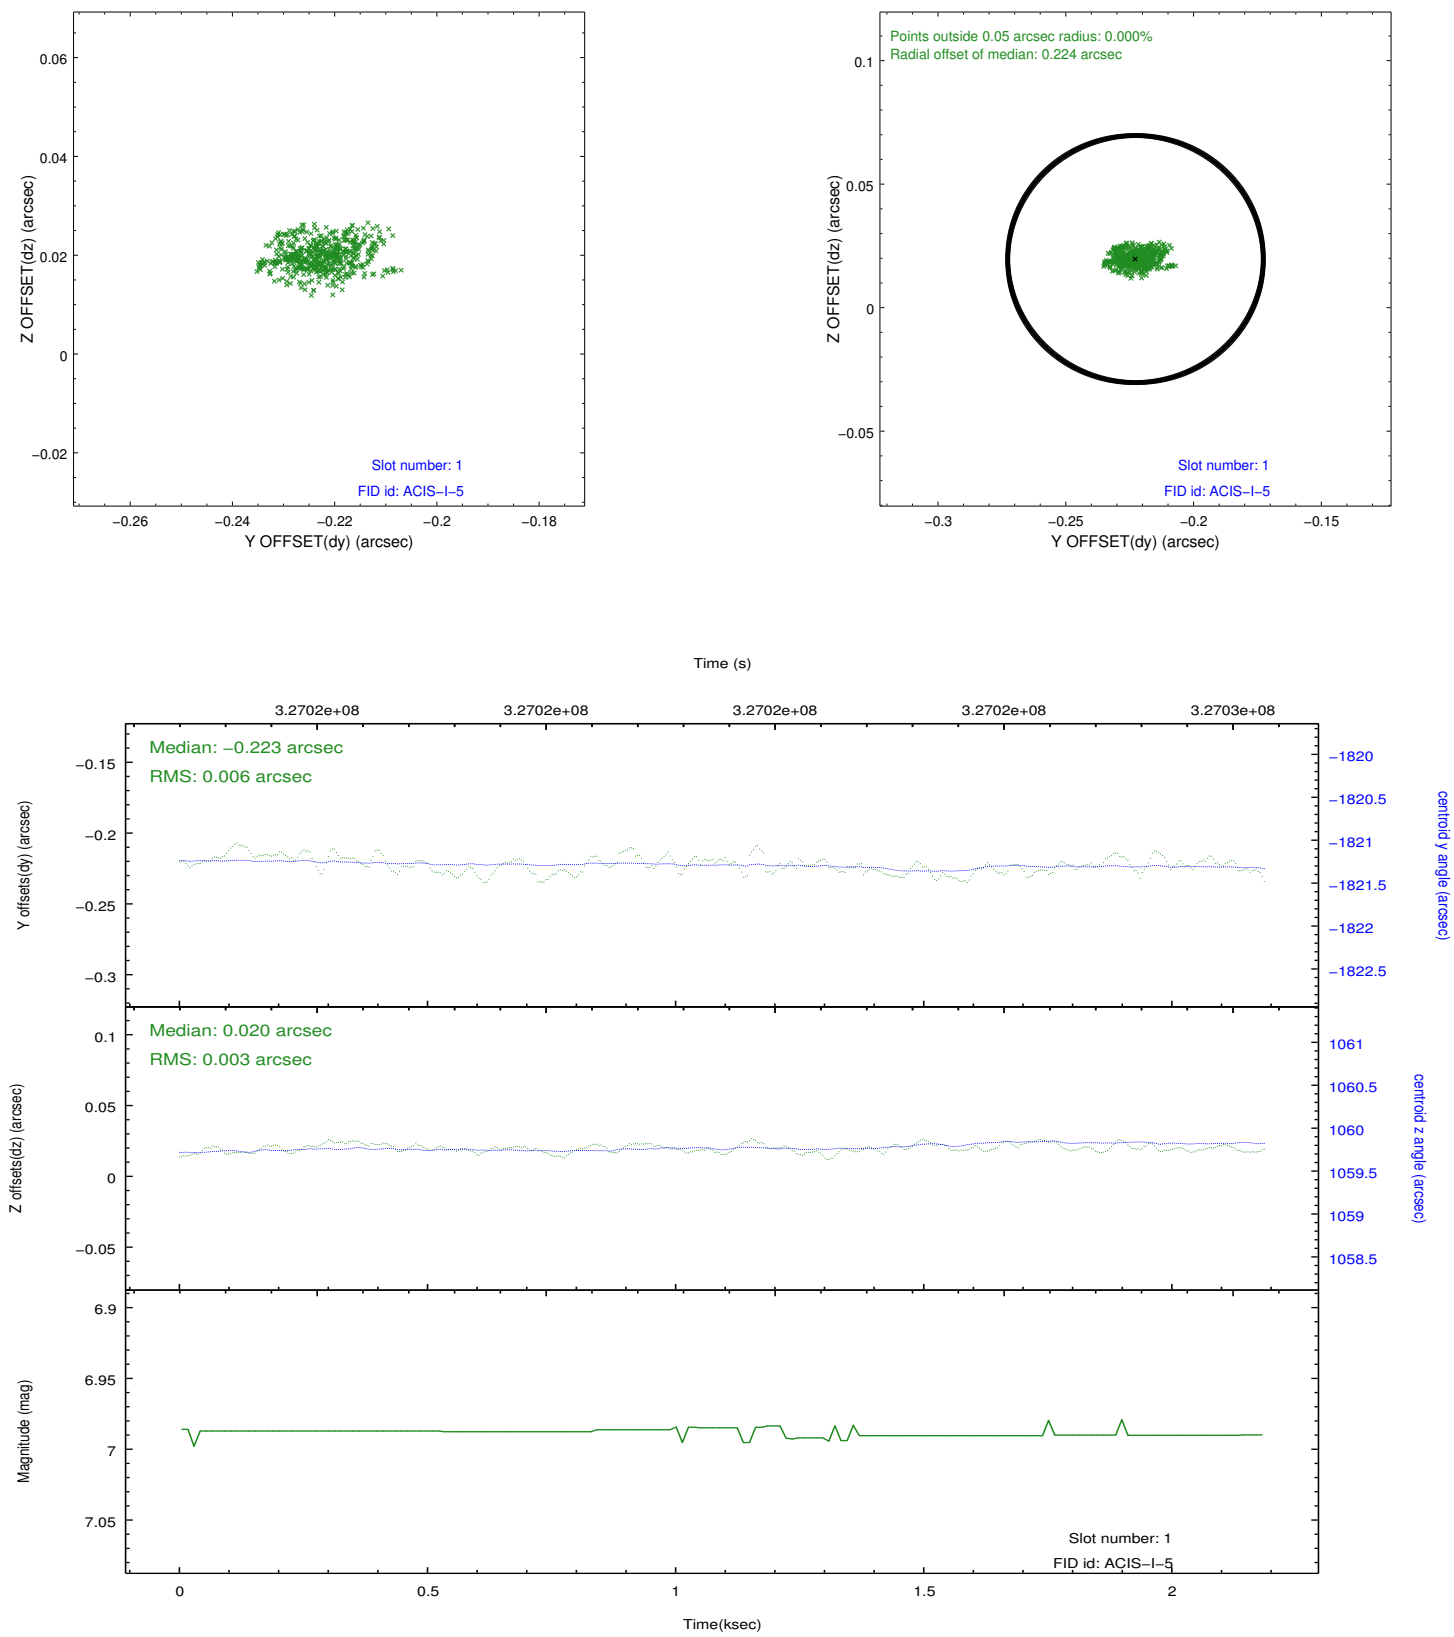 0.06
0.04
0.02
0
−0.02
Z OFFSET(dz) (arcsec)
Slot number: 1
FID id: ACIS−I−5
−0.26
−0.24
−0.22
−0.2
−0.18
Y OFFSET(dy) (arcsec)
Points outside 0.05 arcsec radius: 0.000%
Radial offset of median: 0.224 arcsec
0.1
0.05
0
−0.05
Z OFFSET(dz) (arcsec)
Slot number: 1
FID id: ACIS−I−5
−0.3
−0.25
−0.2
−0.15
Y OFFSET(dy) (arcsec)
Time (s)
3.2702e+08
3.2702e+08
3.2702e+08
3.2702e+08
3.2703e+08
Median: −0.223 arcsec
RMS: 0.006 arcsec
−0.15
−0.2
−0.25
−0.3
Y offsets(dy) (arcsec)
−1820
−1820.5
−1821
−1821.5
−1822
−1822.5
centroid y angle (arcsec)
Median: 0.020 arcsec
RMS: 0.003 arcsec
0.1
0.05
0
−0.05
Z offsets(dz) (arcsec)
1061
1060.5
1060
1059.5
1059
1058.5
centroid z angle (arcsec)
6.9
6.95
7
7.05
Magnitude (mag)
Slot number: 1
FID id: ACIS−I−5
0
0.5
1
1.5
2
Time(ksec)